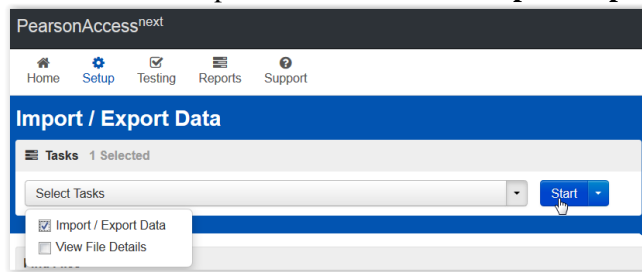 PearsonAccessnext
Home Setup Testing Reports Support
Import / Export Data
Tasks 1 Selected
Select Tasks Start
Import / Export Data
View File Details